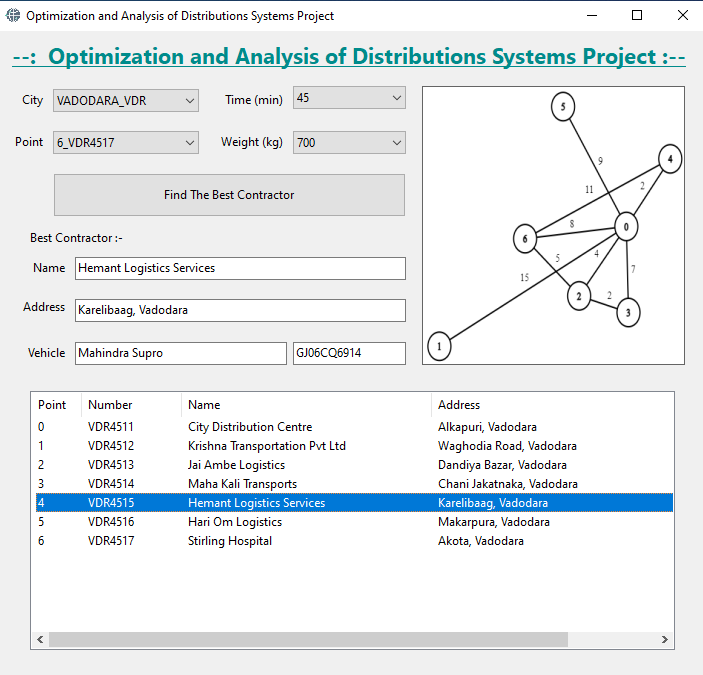 Optimization and Analysis of Distributions Systems Project
--: Optimization and Analysis of Distributions Systems Project :--
City VADODARA_VDR Time (min) 45
Point 6_VDR4517 Weight (kg) 700
Find The Best Contractor
Best Contractor :-
Name Hemant Logistics Services
Address Karelibaag, Vadodara
Vehicle Mahindra Supro GJ06CQ6914
5
9
4
11 2
8 0
6
5 4
15 7
2 2
3
1
Point Number Name Address
0 VDR4511 City Distribution Centre Alkapuri, Vadodara
1 VDR4512 Krishna Transportation Pvt Ltd Waghodia Road, Vadodara
2 VDR4513 Jai Ambe Logistics Dandiya Bazar, Vadodara
3 VDR4514 Maha Kali Transports Chani Jakatnaka, Vadodara
4 VDR4515 Hemant Logistics Services Karelibaag, Vadodara
5 VDR4516 Hari Om Logistics Makarpura, Vadodara
6 VDR4517 Stirling Hospital Akota, Vadodara